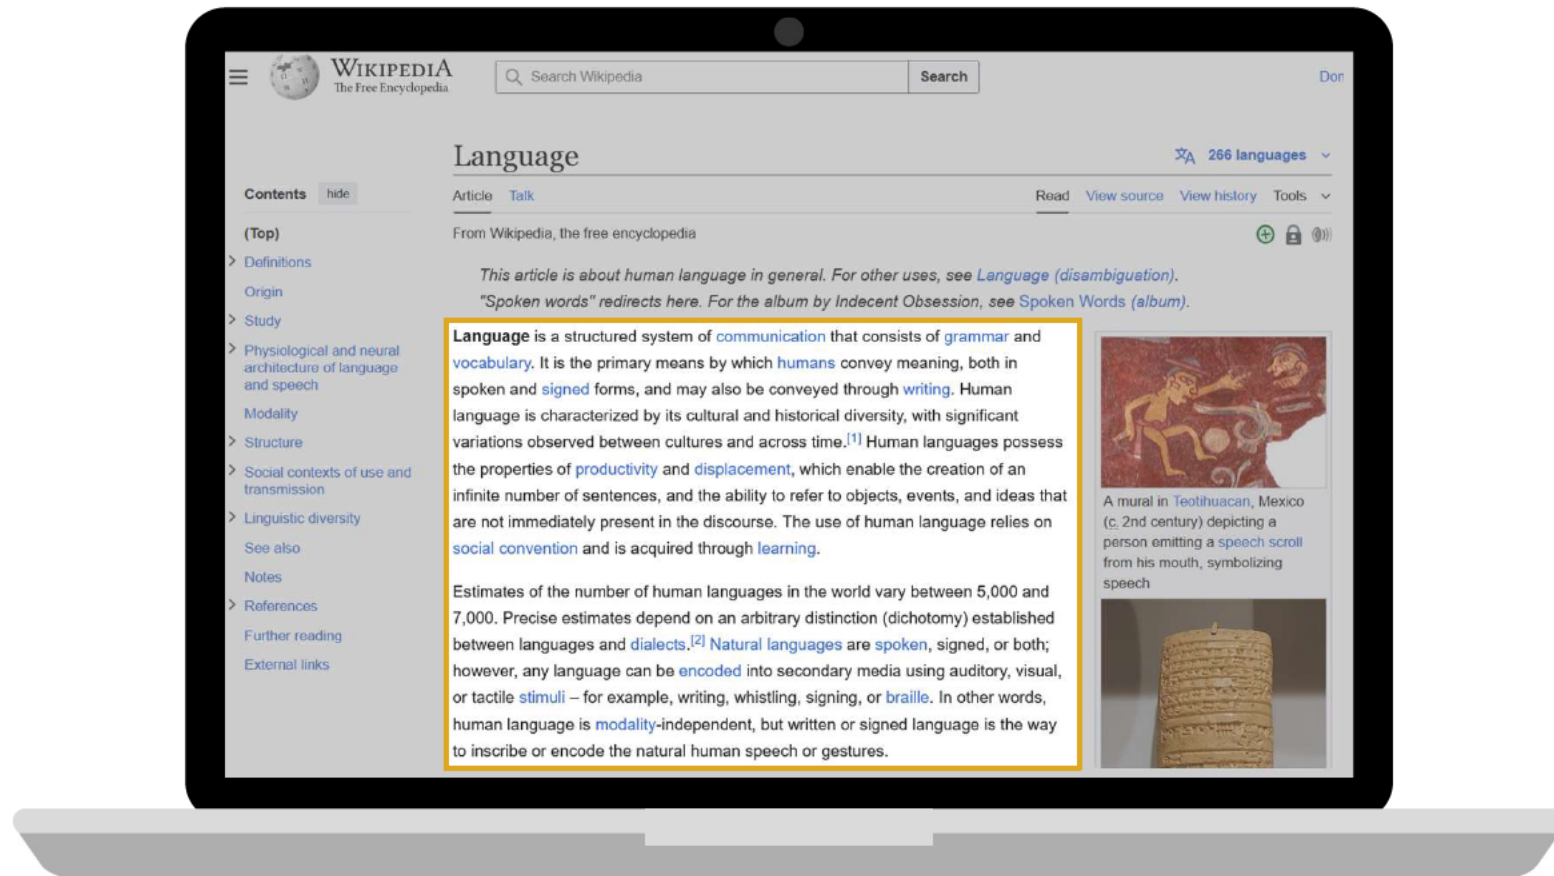 WIKIPEDIA
The Free Encyclopedia
Search Wikipedia
Search
Don
Language
266 languages
Contents
hide
Article
Talk
Read
View source
View history
Tools
(Top)
From Wikipedia, the free encyclopedia
Definitions
Origin
Study
Physiological and neural
architecture of language
and speech
Modality
Structure
Social contexts of use and
transmission
Linguistic diversity
See also
Notes
References
Further reading
External links
This article is about human language in general. For other uses, see Language (disambiguation).
"Spoken words" redirects here. For the album by Indecent Obsession, see Spoken Words (album).
Language is a structured system of communication that consists of grammar and
vocabulary. It is the primary means by which humans convey meaning, both in
spoken and signed forms, and may also be conveyed through writing. Human
language is characterized by its cultural and historical diversity, with significant
variations observed between cultures and across time.[1] Human languages possess
the properties of productivity and displacement, which enable the creation of an
infinite number of sentences, and the ability to refer to objects, events, and ideas that
are not immediately present in the discourse. The use of human language relies on
social convention and is acquired through learning.
Estimates of the number of human languages in the world vary between 5,000 and
7,000. Precise estimates depend on an arbitrary distinction (dichotomy) established
between languages and dialects.[2] Natural languages are spoken, signed, or both;
however, any language can be encoded into secondary media using auditory, visual,
or tactile stimuli – for example, writing, whistling, signing, or braille. In other words,
human language is modality-independent, but written or signed language is the way
to inscribe or encode the natural human speech or gestures.
A mural in Teotihuacan, Mexico
(c. 2nd century) depicting a
person emitting a speech scroll
from his mouth, symbolizing
speech